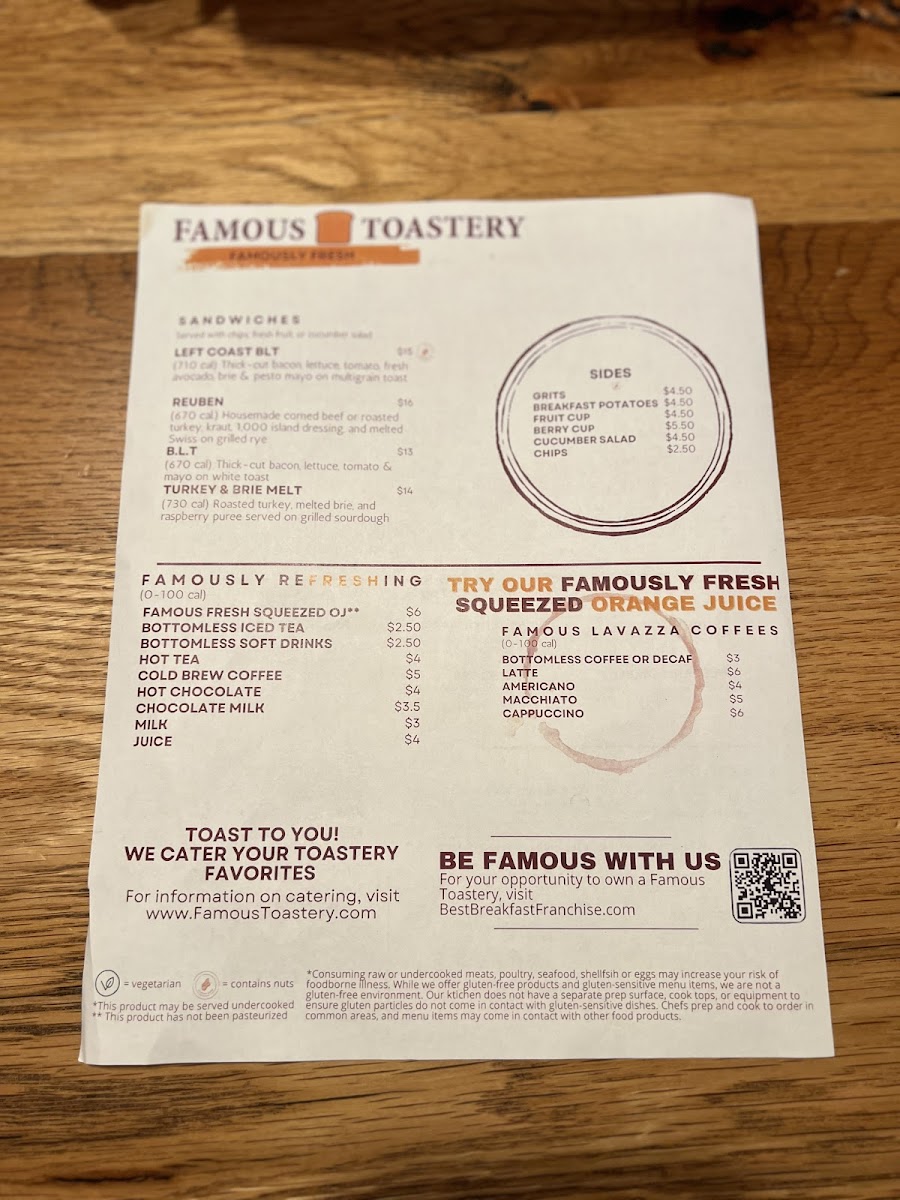 FAMOUS TOASTERY
FAMOUSLY FRESH
SANDWICHES
Served with chips, fresh fruit, or cucumber salad
LEFT COAST BLT $15
(710 cal) Thick-cut bacon, lettuce, tomato, fresh
avocado, brie & pesto mayo on multigrain toast
REUBEN $16
(670 cal) Housemade corned beef or roasted
turkey, kraut, 1,000 island dressing, and melted
Swiss on grilled rye
B.L.T $13
(670 cal) Thick-cut bacon, lettuce, tomato &
mayo on white toast
TURKEY & BRIE MELT $14
(730 cal) Roasted turkey, melted brie, and
raspberry puree served on grilled sourdough
SIDES
GRITS $4.50
BREAKFAST POTATOES $4.50
FRUIT CUP $4.50
BERRY CUP $5.50
CUCUMBER SALAD $4.50
CHIPS $2.50
FAMOUSLY REFRESHING
(0-100 cal)
FAMOUS FRESH SQUEEZED OJ** $6
BOTTOMLESS ICED TEA $2.50
BOTTOMLESS SOFT DRINKS $2.50
HOT TEA $4
COLD BREW COFFEE $5
HOT CHOCOLATE $4
CHOCOLATE MILK $3.5
MILK $3
JUICE $4
TRY OUR FAMOUSLY FRESH
SQUEEZED ORANGE JUICE
FAMOUS LAVAZZA COFFEES
(0-100 cal)
BOTTOMLESS COFFEE OR DECAF $3
LATTE $6
AMERICANO $4
MACCHIATO $5
CAPPUCCINO $6
TOAST TO YOU!
WE CATER YOUR TOASTERY
FAVORITES
For information on catering, visit
www.FamousToastery.com
BE FAMOUS WITH US
For your opportunity to own a Famous
Toastery, visit
BestBreakfastFranchise.com
= vegetarian = contains nuts
*This product may be served undercooked
** This product has not been pasteurized
*Consuming raw or undercooked meats, poultry, seafood, shellfsih or eggs may increase your risk of
foodborne illness. While we offer gluten-free products and gluten-sensitive menu items, we are not a
gluten-free environment. Our ktichen does not have a separate prep surface, cook tops, or equipment to
ensure gluten particles do not come in contact with gluten-sensitive dishes. Chefs prep and cook to order in
common areas, and menu items may come in contact with other food products.